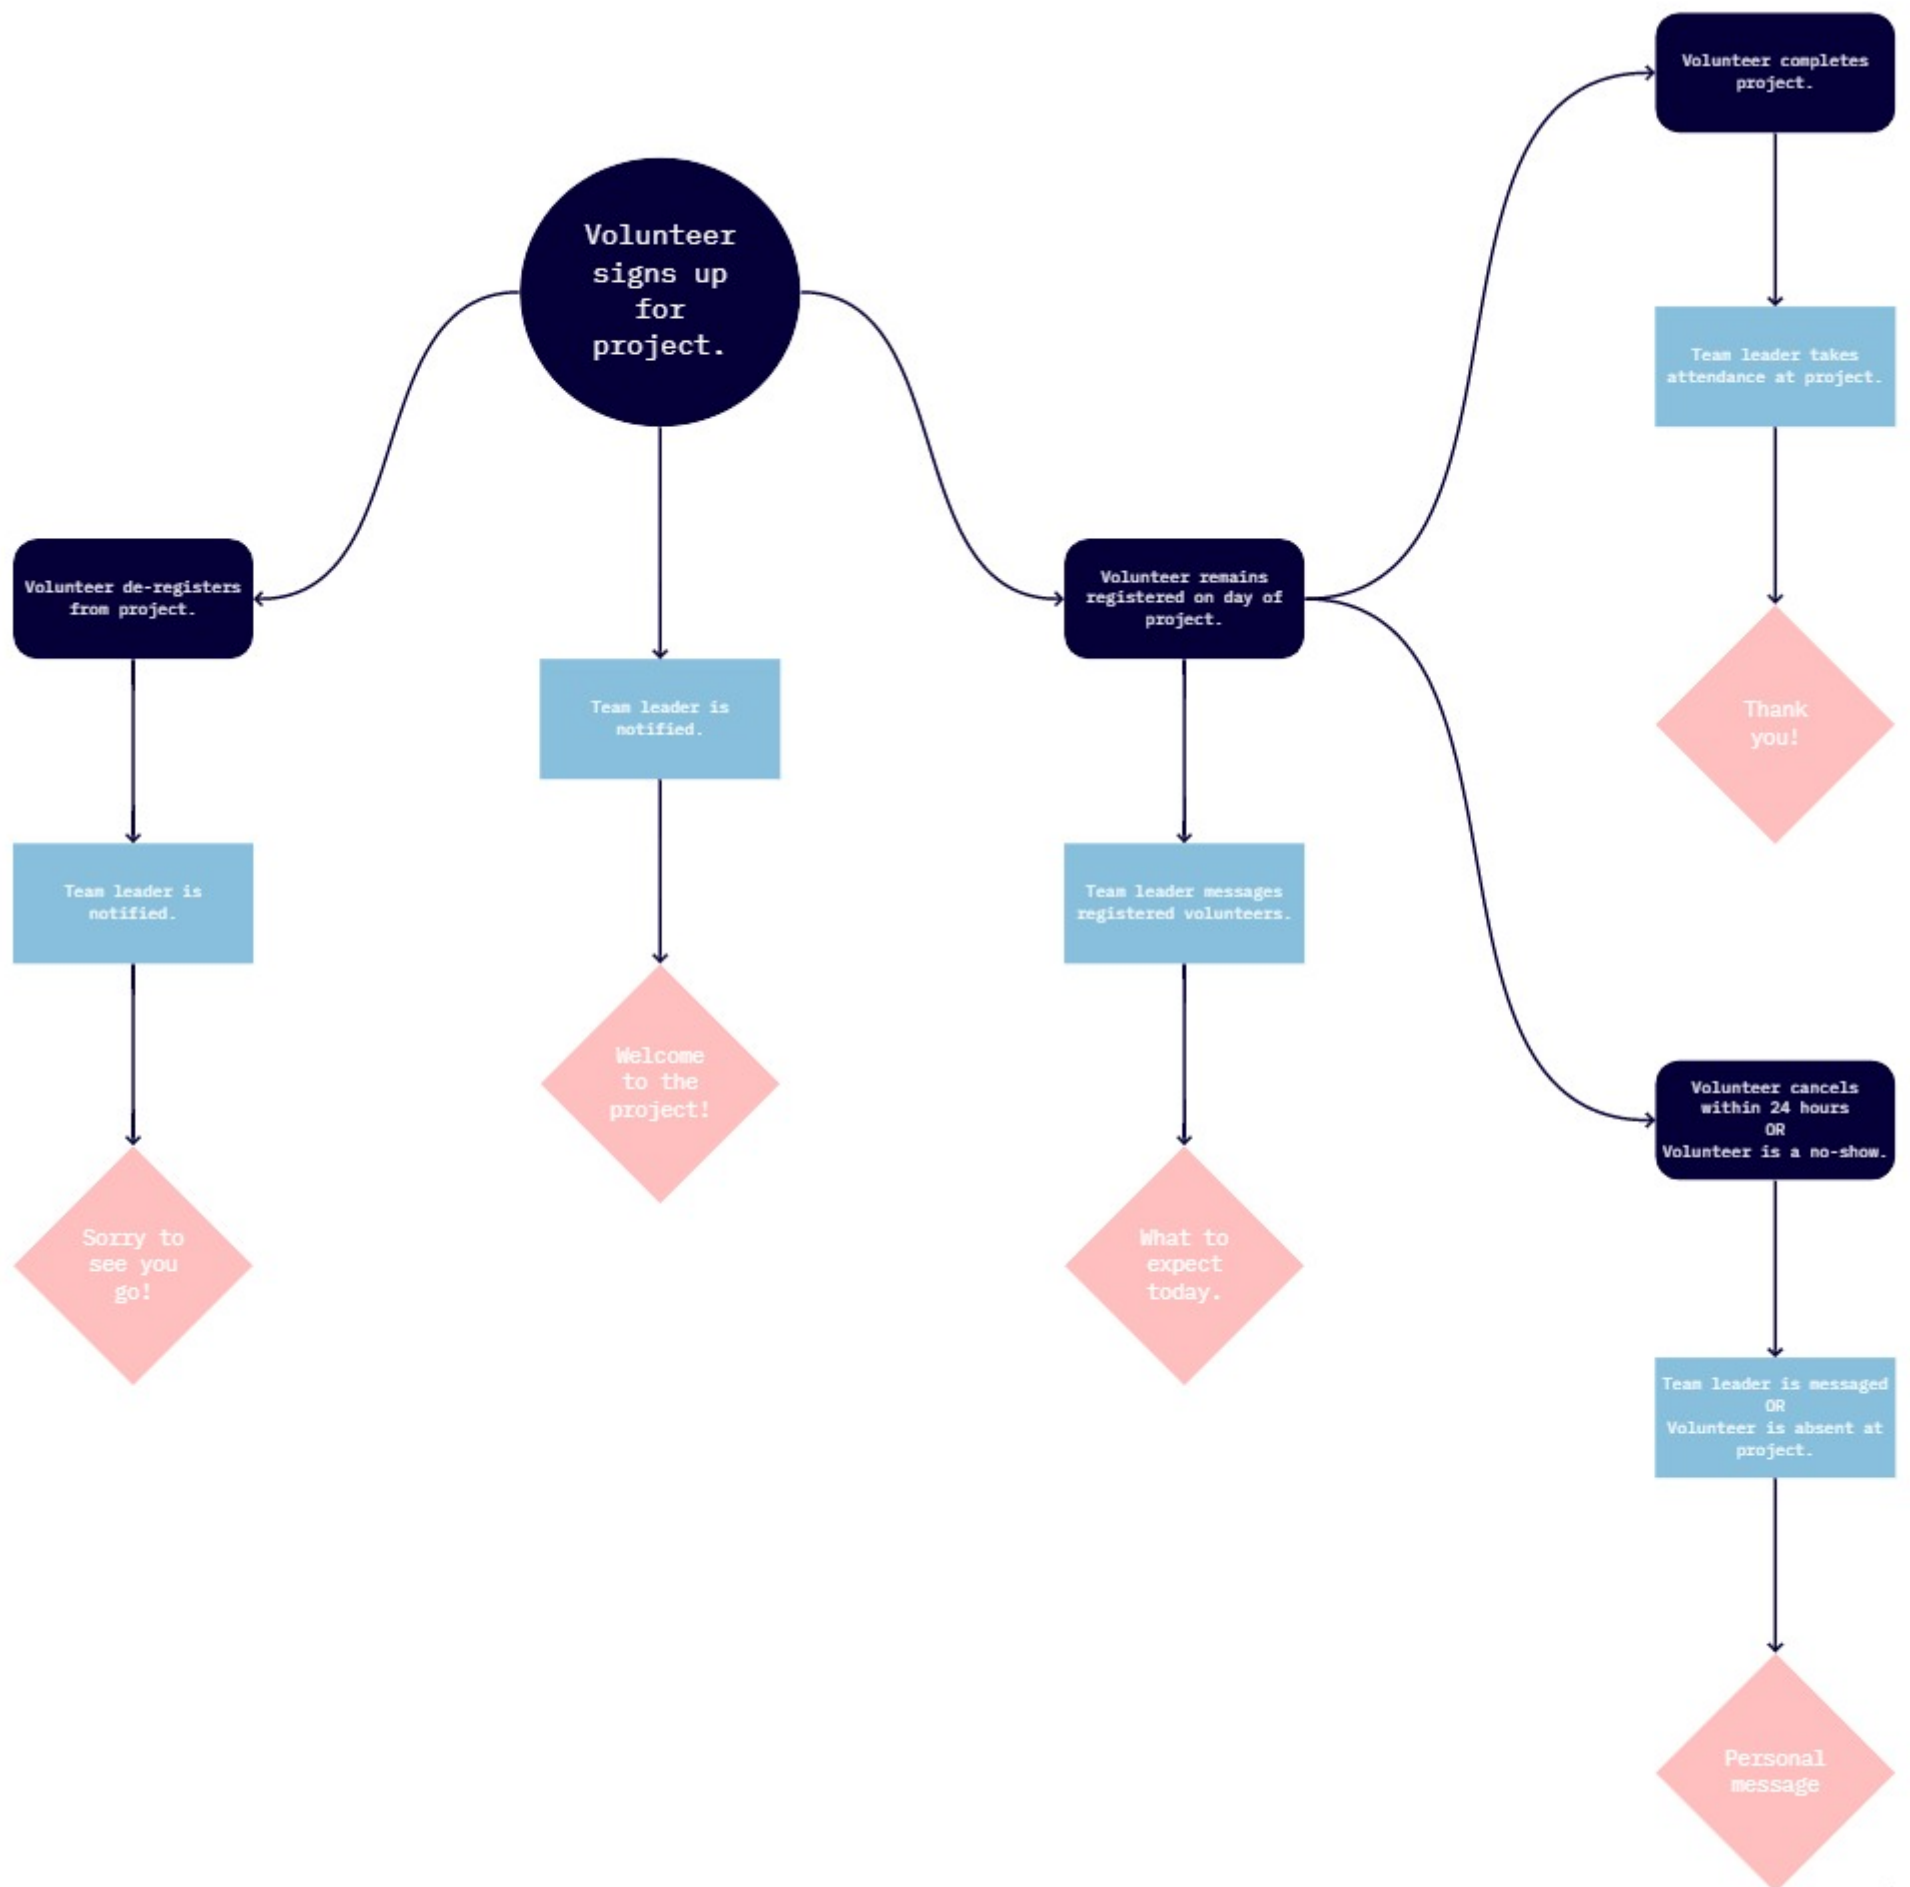 Volunteer completes
project.
Volunteer
signs up
for
project.
Team leader takes
attendance at project.
Volunteer de-registers
from project.
Volunteer remains
registered on day of
project.
Team leader is
notified.
Thank
you!
Team leader is
notified.
Team leader messages
registered volunteers.
Welcome
to the
project!
Volunteer cancels
within 24 hours
OR
Volunteer is a no-show.
Sorry to
see you
go!
What to
expect
today.
Team leader is messaged
OR
Volunteer is absent at
project.
Personal
message